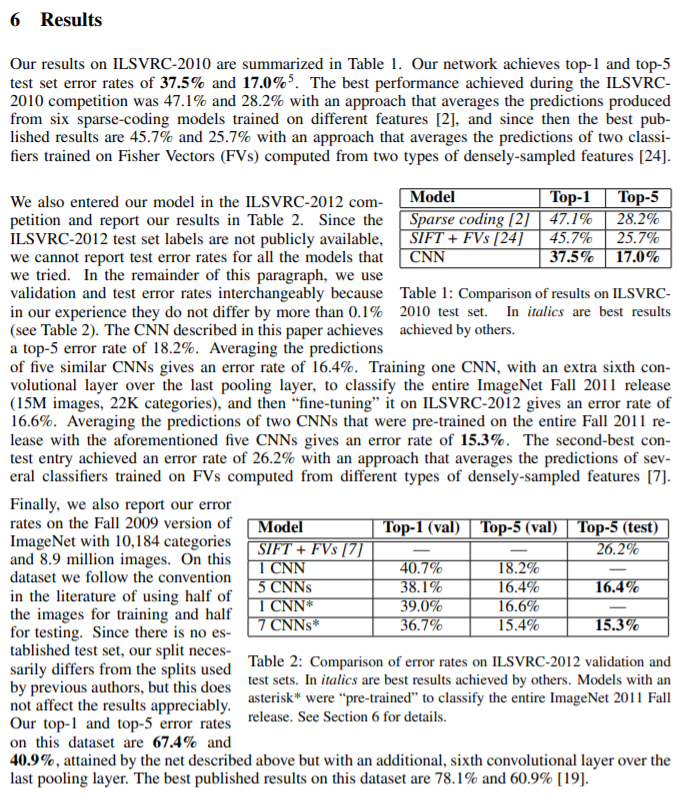 6 Results
Our results on ILSVRC-2010 are summarized in Table 1. Our network achieves top-1 and top-5
test set error rates of 37.5% and 17.0%5. The best performance achieved during the ILSVRC-
2010 competition was 47.1% and 28.2% with an approach that averages the predictions produced
from six sparse-coding models trained on different features [2], and since then the best pub-
lished results are 45.7% and 25.7% with an approach that averages the predictions of two classi-
fiers trained on Fisher Vectors (FVs) computed from two types of densely-sampled features [24].
We also entered our model in the ILSVRC-2012 com-
petition and report our results in Table 2. Since the
ILSVRC-2012 test set labels are not publicly available,
we cannot report test error rates for all the models that
we tried. In the remainder of this paragraph, we use
validation and test error rates interchangeably because
in our experience they do not differ by more than 0.1%
(see Table 2). The CNN described in this paper achieves
a top-5 error rate of 18.2%. Averaging the predictions
of five similar CNNs gives an error rate of 16.4%. Training one CNN, with an extra sixth con-
volutional layer over the last pooling layer, to classify the entire ImageNet Fall 2011 release
(15M images, 22K categories), and then “fine-tuning” it on ILSVRC-2012 gives an error rate of
16.6%. Averaging the predictions of two CNNs that were pre-trained on the entire Fall 2011 re-
lease with the aforementioned five CNNs gives an error rate of 15.3%. The second-best con-
test entry achieved an error rate of 26.2% with an approach that averages the predictions of sev-
eral classifiers trained on FVs computed from different types of densely-sampled features [7].
Model Top-1 Top-5
Sparse coding [2] 47.1% 28.2%
SIFT + FVs [24] 45.7% 25.7%
CNN 37.5% 17.0%
Table 1: Comparison of results on ILSVRC-
2010 test set. In italics are best results
achieved by others.
Finally, we also report our error
rates on the Fall 2009 version of
ImageNet with 10,184 categories
and 8.9 million images. On this
dataset we follow the convention
in the literature of using half of
the images for training and half
for testing. Since there is no es-
tablished test set, our split neces-
sarily differs from the splits used
by previous authors, but this does
not affect the results appreciably.
Our top-1 and top-5 error rates
on this dataset are 67.4% and
40.9%, attained by the net described above but with an additional, sixth convolutional layer over the
last pooling layer. The best published results on this dataset are 78.1% and 60.9% [19].
Model Top-1 (val) Top-5 (val) Top-5 (test)
SIFT + FVs [7] — — 26.2%
1 CNN 40.7% 18.2% —
5 CNNs 38.1% 16.4% 16.4%
1 CNN* 39.0% 16.6% —
7 CNNs* 36.7% 15.4% 15.3%
Table 2: Comparison of error rates on ILSVRC-2012 validation and
test sets. In italics are best results achieved by others. Models with an
asterisk* were “pre-trained” to classify the entire ImageNet 2011 Fall
release. See Section 6 for details.